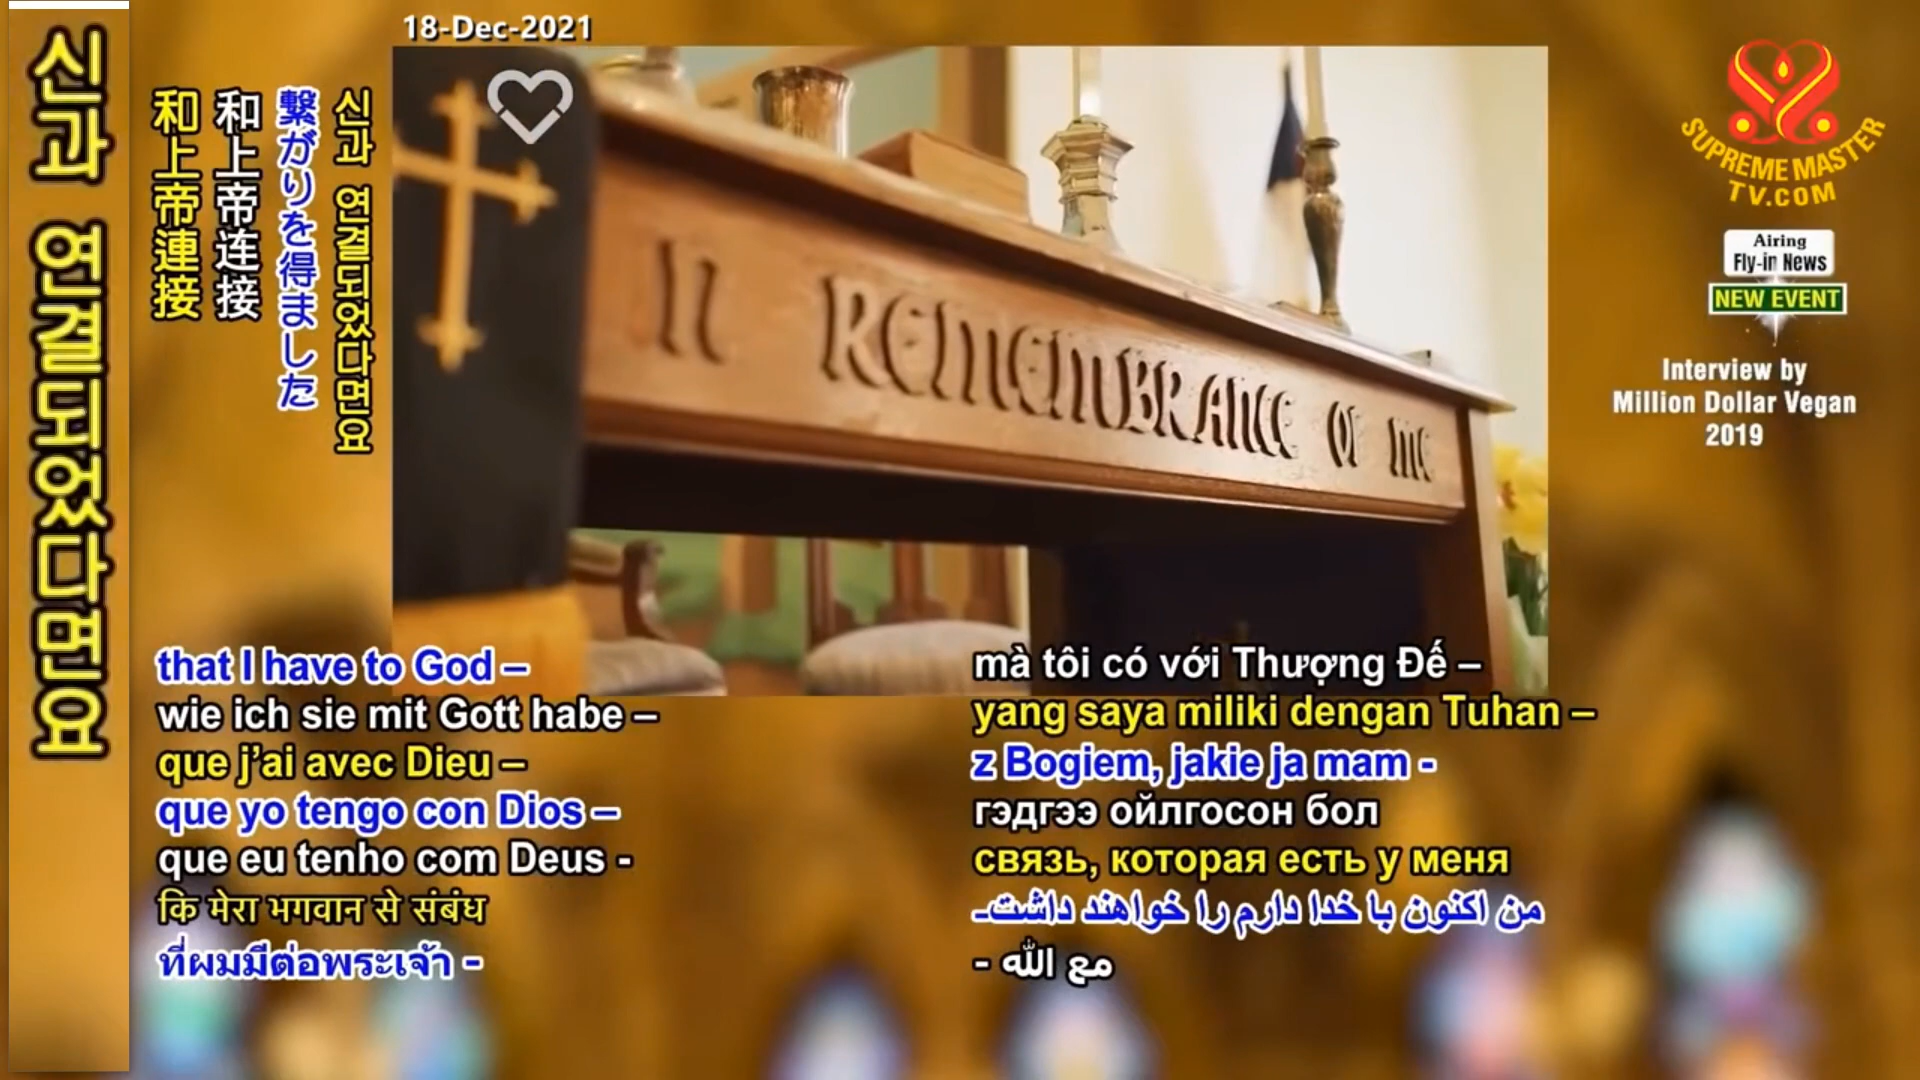 18-Dec-2021
신과 연결되었다면요
和上帝連接
和上帝连接
繋がりを得ました
신과 연결되었다면요
IN REMEMBRANCE OF ME
SUPREME MASTER
TV.COM
Airing
Fly-in News
NEW EVENT
Interview by
Million Dollar Vegan
2019
that I have to God –
wie ich sie mit Gott habe –
que j’ai avec Dieu –
que yo tengo con Dios –
que eu tenho com Deus -
कि मेरा भगवान से संबंध
ที่ผมมีต่อพระเจ้า -
mà tôi có với Thượng Đế –
yang saya miliki dengan Tuhan –
z Bogiem, jakie ja mam -
гэдгээ ойлгосон бол
связь, которая есть у меня
من اکنون با خدا دارم را خواهند داشت-
مع الله -